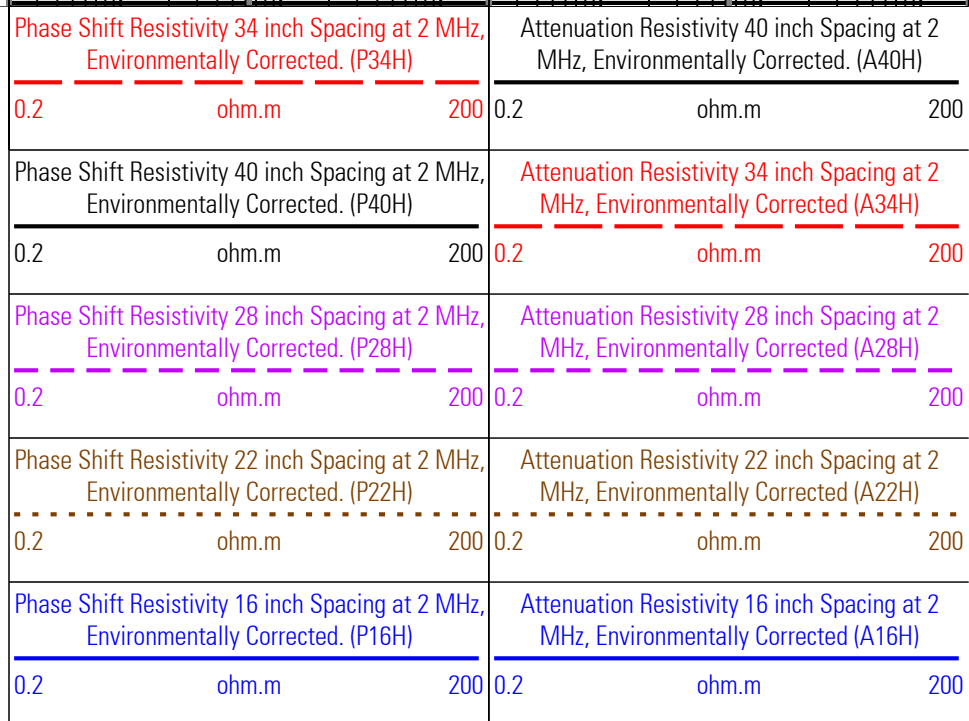 Phase Shift Resistivity 34 inch Spacing at 2 MHz,
Environmentally Corrected. (P34H)
0.2 ohm.m 200
Attenuation Resistivity 40 inch Spacing at 2
MHz, Environmentally Corrected. (A40H)
0.2 ohm.m 200
Phase Shift Resistivity 40 inch Spacing at 2 MHz,
Environmentally Corrected. (P40H)
0.2 ohm.m 200
Attenuation Resistivity 34 inch Spacing at 2
MHz, Environmentally Corrected (A34H)
0.2 ohm.m 200
Phase Shift Resistivity 28 inch Spacing at 2 MHz,
Environmentally Corrected. (P28H)
0.2 ohm.m 200
Attenuation Resistivity 28 inch Spacing at 2
MHz, Environmentally Corrected (A28H)
0.2 ohm.m 200
Phase Shift Resistivity 22 inch Spacing at 2 MHz,
Environmentally Corrected. (P22H)
0.2 ohm.m 200
Attenuation Resistivity 22 inch Spacing at 2
MHz, Environmentally Corrected (A22H)
0.2 ohm.m 200
Phase Shift Resistivity 16 inch Spacing at 2 MHz,
Environmentally Corrected. (P16H)
0.2 ohm.m 200
Attenuation Resistivity 16 inch Spacing at 2
MHz, Environmentally Corrected (A16H)
0.2 ohm.m 200